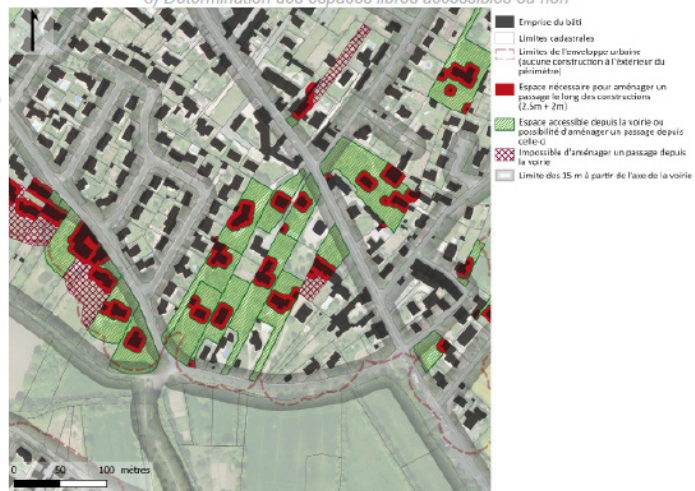 c) Détermination des espaces libres accessibles ou non
Emprise du bâti
Limites cadastrales
Limites de l'enveloppe urbaine
(aucune construction à l'extérieur du
périmètre)
Espace nécessaire pour aménager un
passage le long des constructions
(2.5m + 2m)
Espace accessible depuis la voirie ou
possibilité d'aménager un passage depuis
celle-ci
Impossible d'aménager un passage depuis
la voirie
Limite des 15 m à partir de l'axe de la voirie
0 50 100 mètres